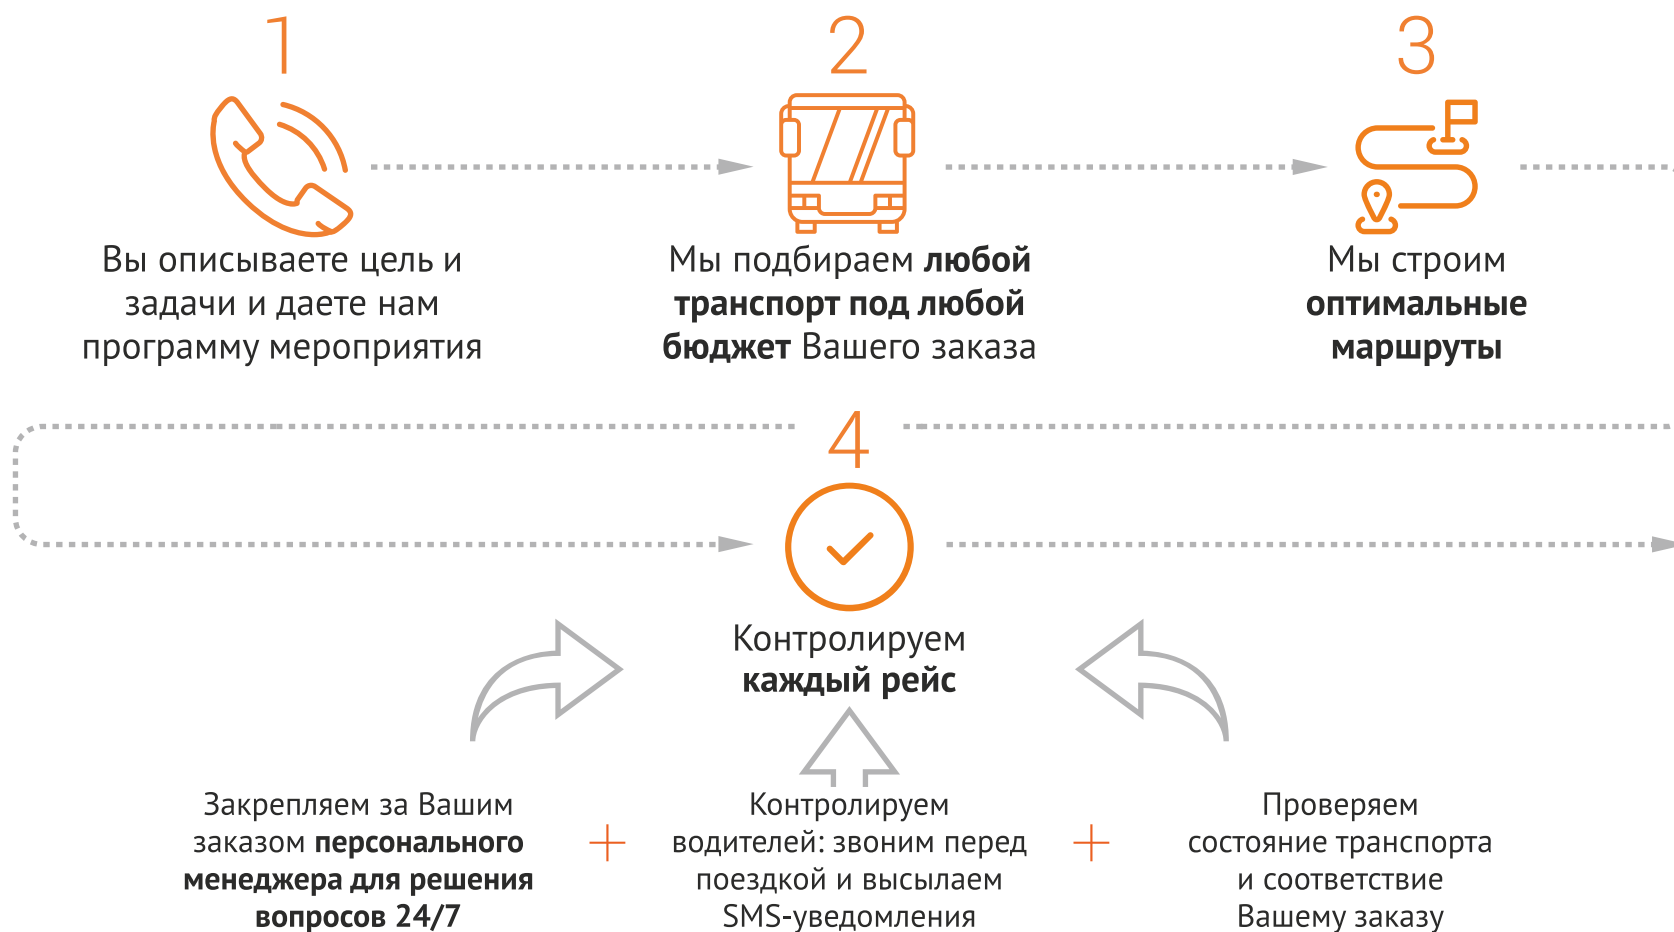 1
Вы описываете цель и
задачи и даете нам
программу мероприятия
2
Мы подбираем любой
транспорт под любой
бюджет Вашего заказа
3
Мы строим
оптимальные
маршруты
4
Контролируем
каждый рейс
Закрепляем за Вашим
заказом персонального
менеджера для решения
вопросов 24/7
+
Контролируем
водителей: звоним перед
поездкой и высылаем
SMS-уведомления
+
Проверяем
состояние транспорта
и соответствие
Вашему заказу